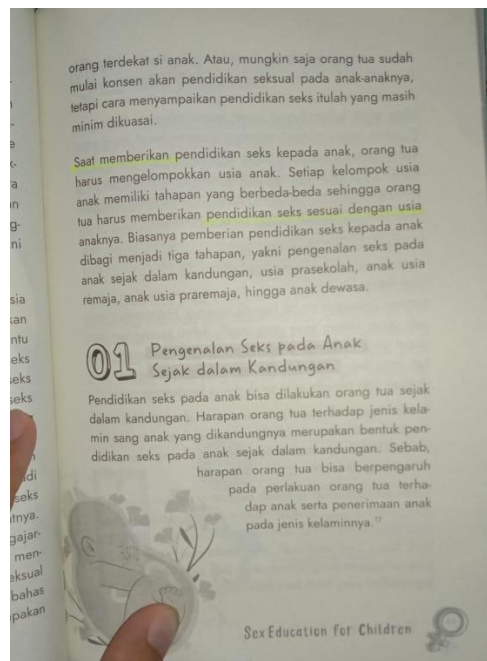 orang terdekat si anak. Atau, mungkin saja orang tua sudah
mulai konsen akan pendidikan seksual pada anak-anaknya,
tetapi cara menyampaikan pendidikan seks itulah yang masih
minim dikuasai.
Saat memberikan pendidikan seks kepada anak, orang tua
harus mengelompokkan usia anak. Setiap kelompok usia
anak memiliki tahapan yang berbeda-beda sehingga orang
tua harus memberikan pendidikan seks sesuai dengan usia
anaknya. Biasanya pemberian pendidikan seks kepada anak
dibagi menjadi tiga tahapan, yakni pengenalan seks pada
anak sejak dalam kandungan, usia prasekolah, anak usia
remaja, anak usia praremaja, hingga anak dewasa.
01 Pengenalan Seks pada Anak
Sejak dalam Kandungan
Pendidikan seks pada anak bisa dilakukan orang tua sejak
dalam kandungan. Harapan orang tua terhadap jenis kela-
min sang anak yang dikandungnya merupakan bentuk pen-
didikan seks pada anak sejak dalam kandungan. Sebab,
harapan orang tua bisa berpengaruh
pada perlakuan orang tua terha-
dap anak serta penerimaan anak
pada jenis kelaminnya.
Sex Education for Children